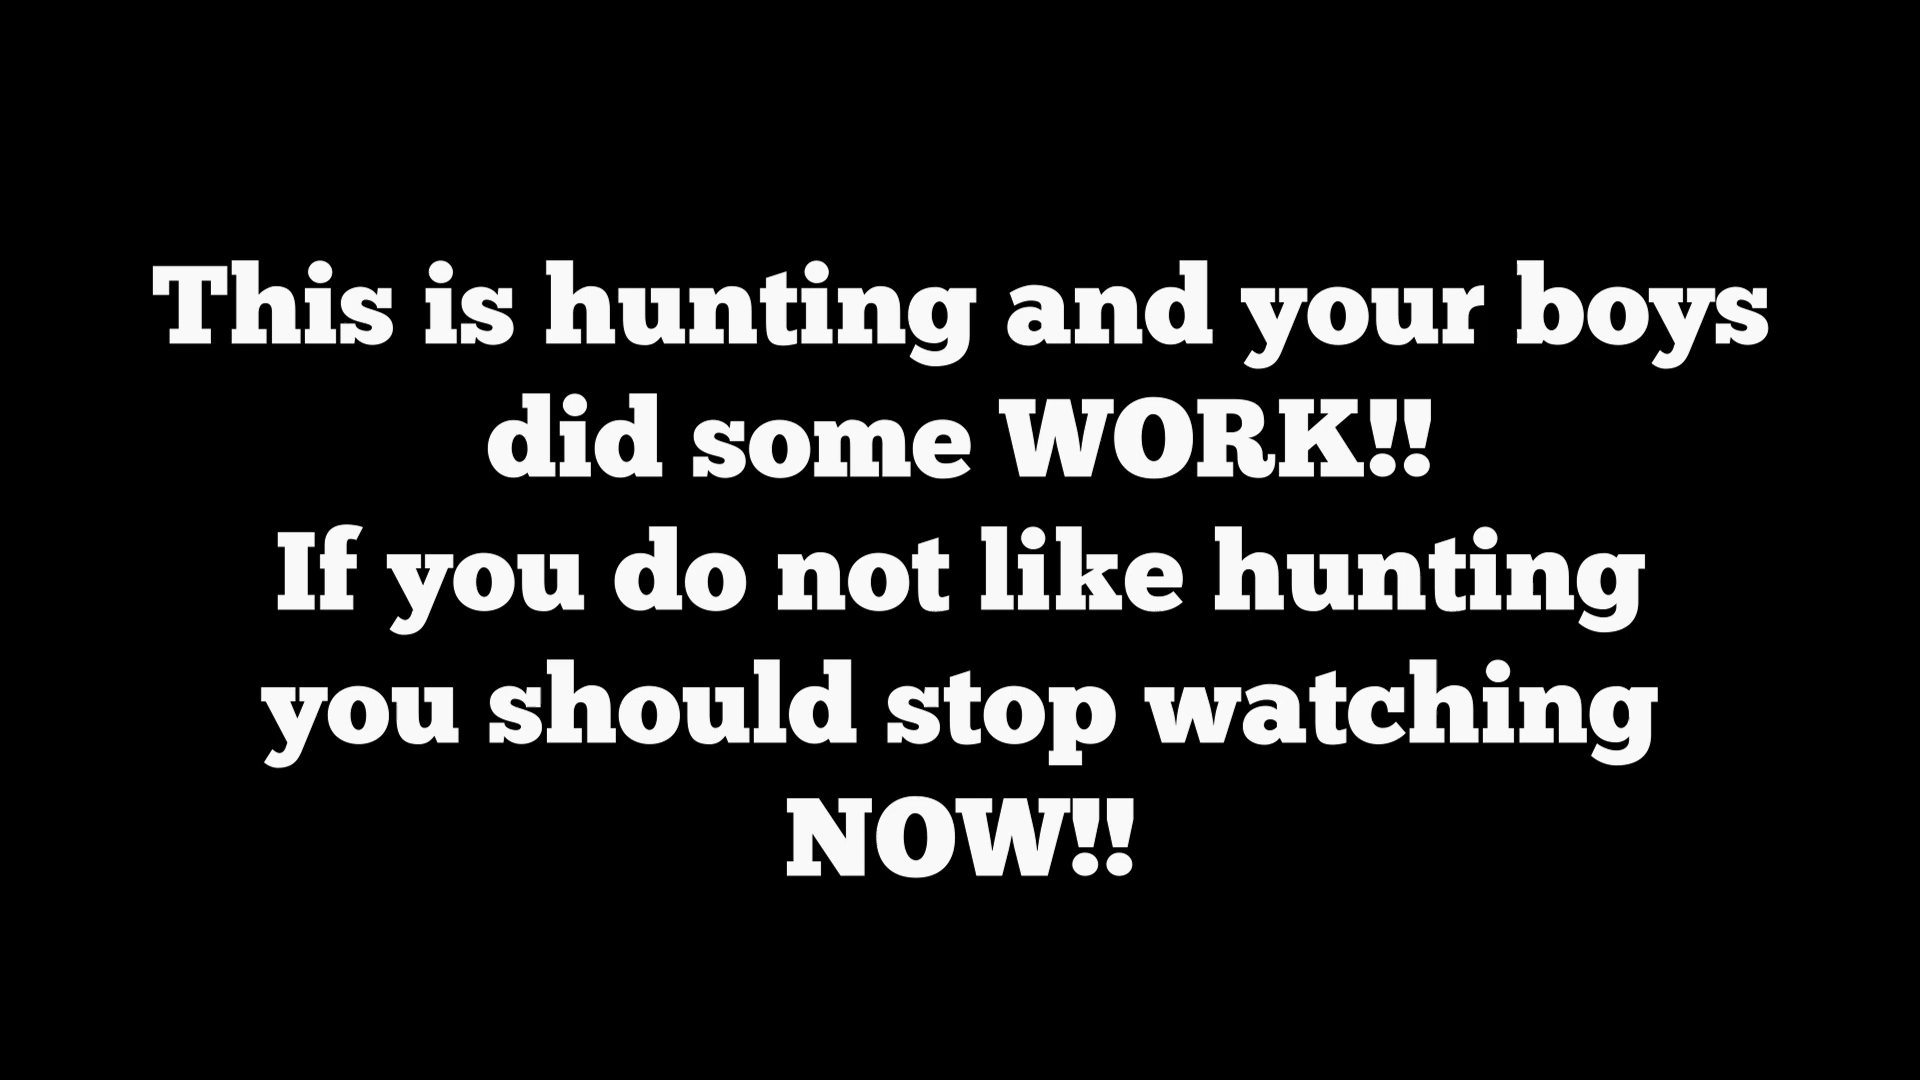 This is hunting and your boys
did some WORK!!
If you do not like hunting
you should stop watching
NOW!!